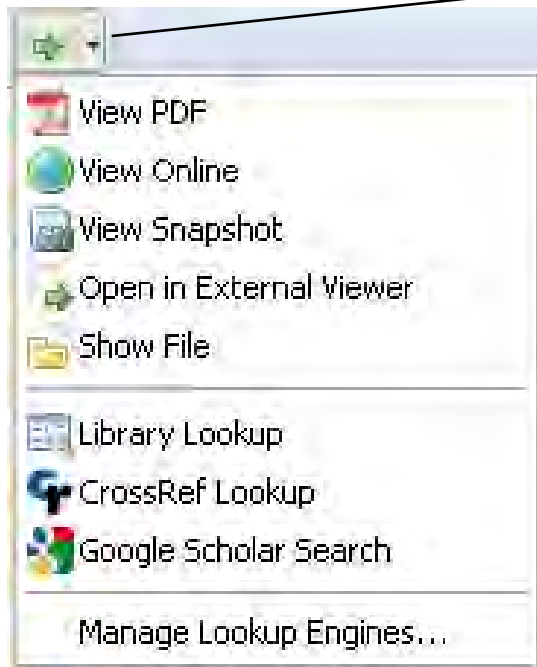 View PDF
View Online
View Snapshot
Open in External Viewer
Show File
Library Lookup
CrossRef Lookup
Google Scholar Search
Manage Lookup Engines...